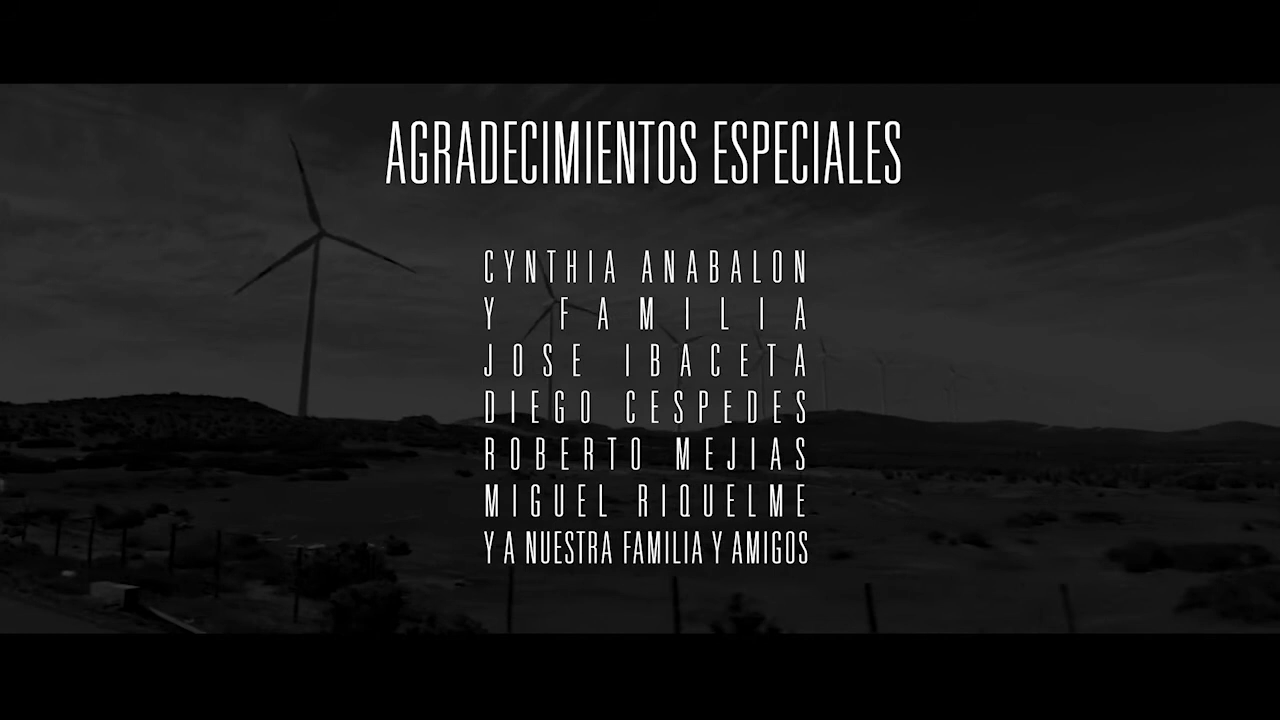 AGRADECIMIENTOS ESPECIALES
CYNTHIA ANABALON
Y FAMILIA
JOSE IBACETA
DIEGO CESPEDES
ROBERTO MEJIAS
MIGUEL RIQUELME
Y A NUESTRA FAMILIA Y AMIGOS